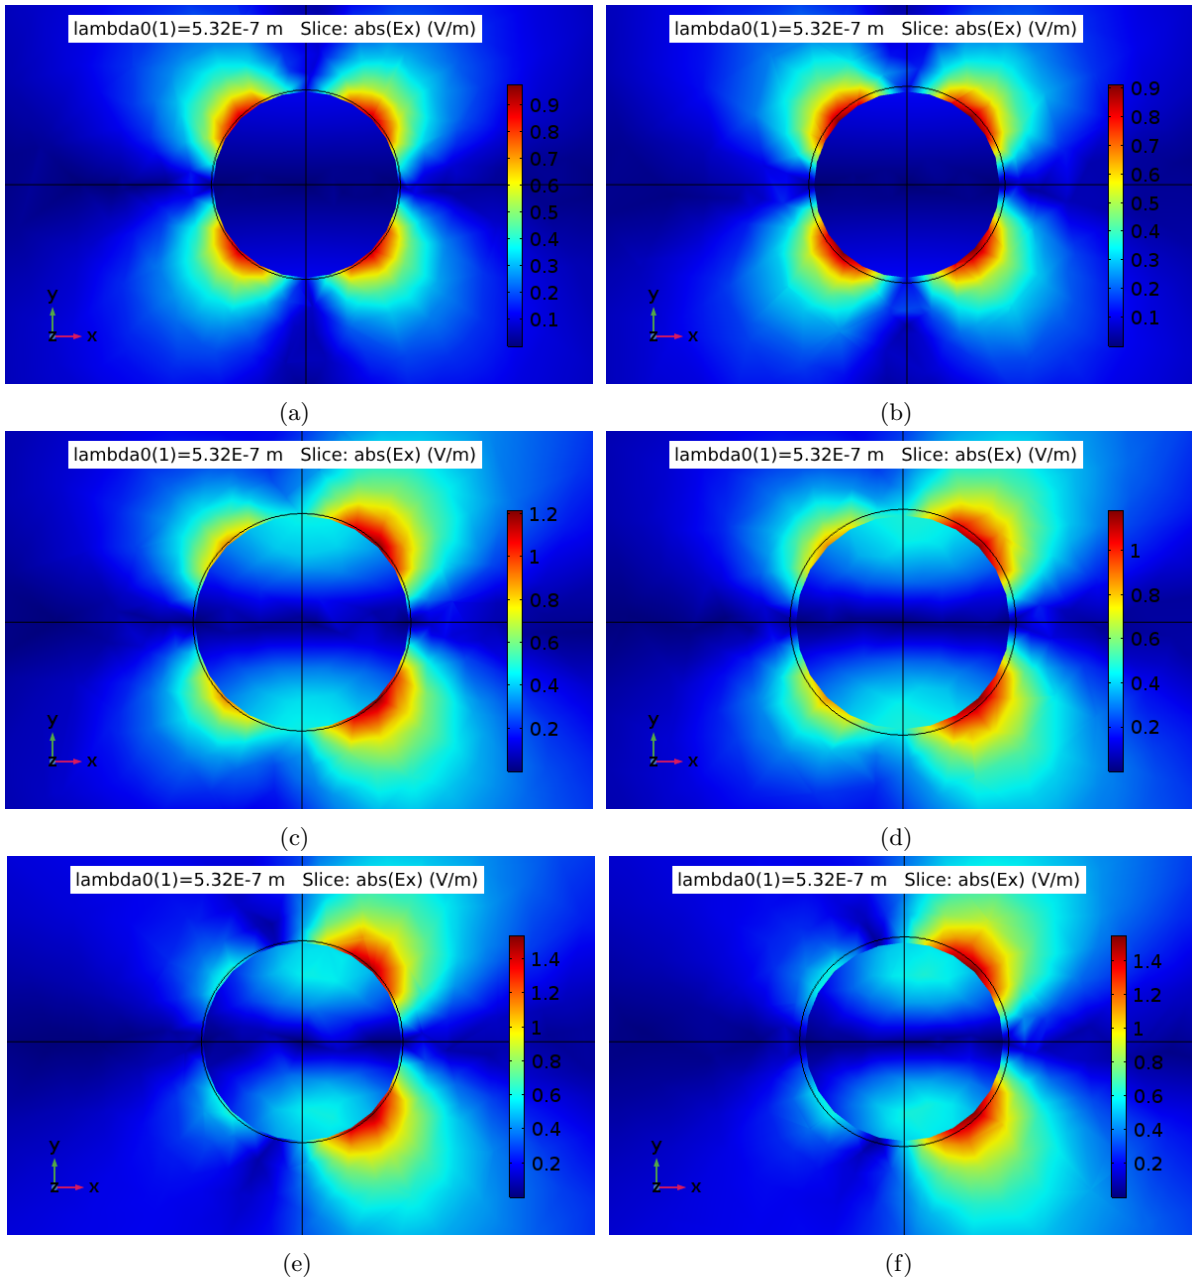 lambda0(1)=5.32E-7 m Slice: abs(Ex) (V/m)
0.9
0.8
0.7
0.6
0.5
0.4
0.3
0.2
0.1
y
z
x
(a)
lambda0(1)=5.32E-7 m Slice: abs(Ex) (V/m)
0.9
0.8
0.7
0.6
0.5
0.4
0.3
0.2
0.1
y
z
x
(b)
lambda0(1)=5.32E-7 m Slice: abs(Ex) (V/m)
1.2
1
0.8
0.6
0.4
0.2
y
z
x
(c)
lambda0(1)=5.32E-7 m Slice: abs(Ex) (V/m)
1
0.8
0.6
0.4
0.2
y
z
x
(d)
lambda0(1)=5.32E-7 m Slice: abs(Ex) (V/m)
1.4
1.2
1
0.8
0.6
0.4
0.2
y
z
x
(e)
lambda0(1)=5.32E-7 m Slice: abs(Ex) (V/m)
1.4
1.2
1
0.8
0.6
0.4
0.2
y
z
x
(f)